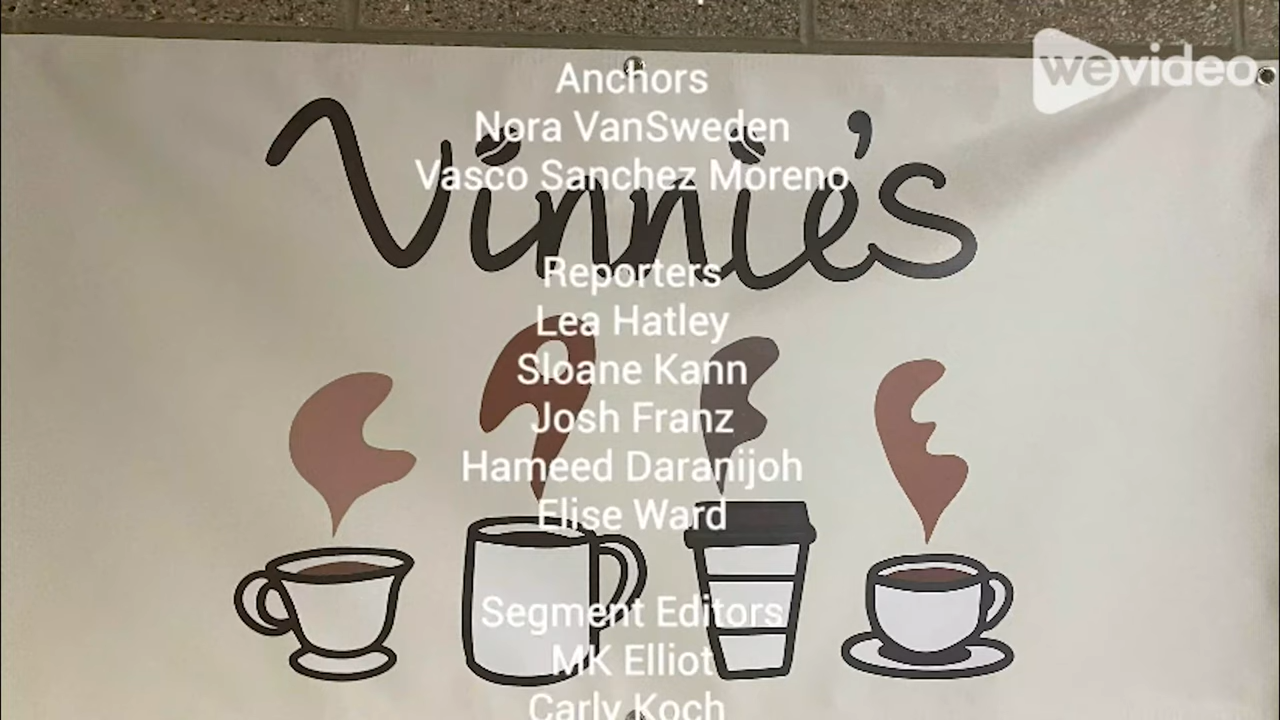 wevideo
Anchors
Nora VanSweden
Vasco Sanchez Moreno
Vinnie's
Reporters
Lea Hatley
Sloane Kann
Josh Franz
Hameed Daranijoh
Elise Ward
Segment Editors
MK Elliot
Carly Koch